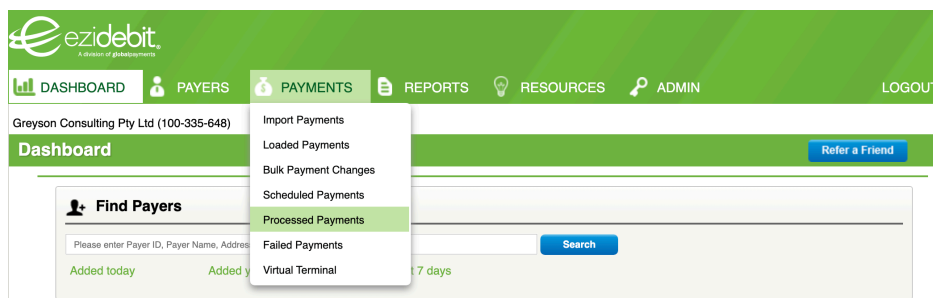 ezidebit®
A division of globalpayments
DASHBOARD PAYERS PAYMENTS REPORTS RESOURCES ADMIN LOGOUT
Greyson Consulting Pty Ltd (100-335-648)
Import Payments
Loaded Payments
Bulk Payment Changes
Scheduled Payments
Processed Payments
Failed Payments
Virtual Terminal
Dashboard
Refer a Friend
Find Payers
Please enter Payer ID, Payer Name, Addres
Search
Added today
Added y
t 7 days